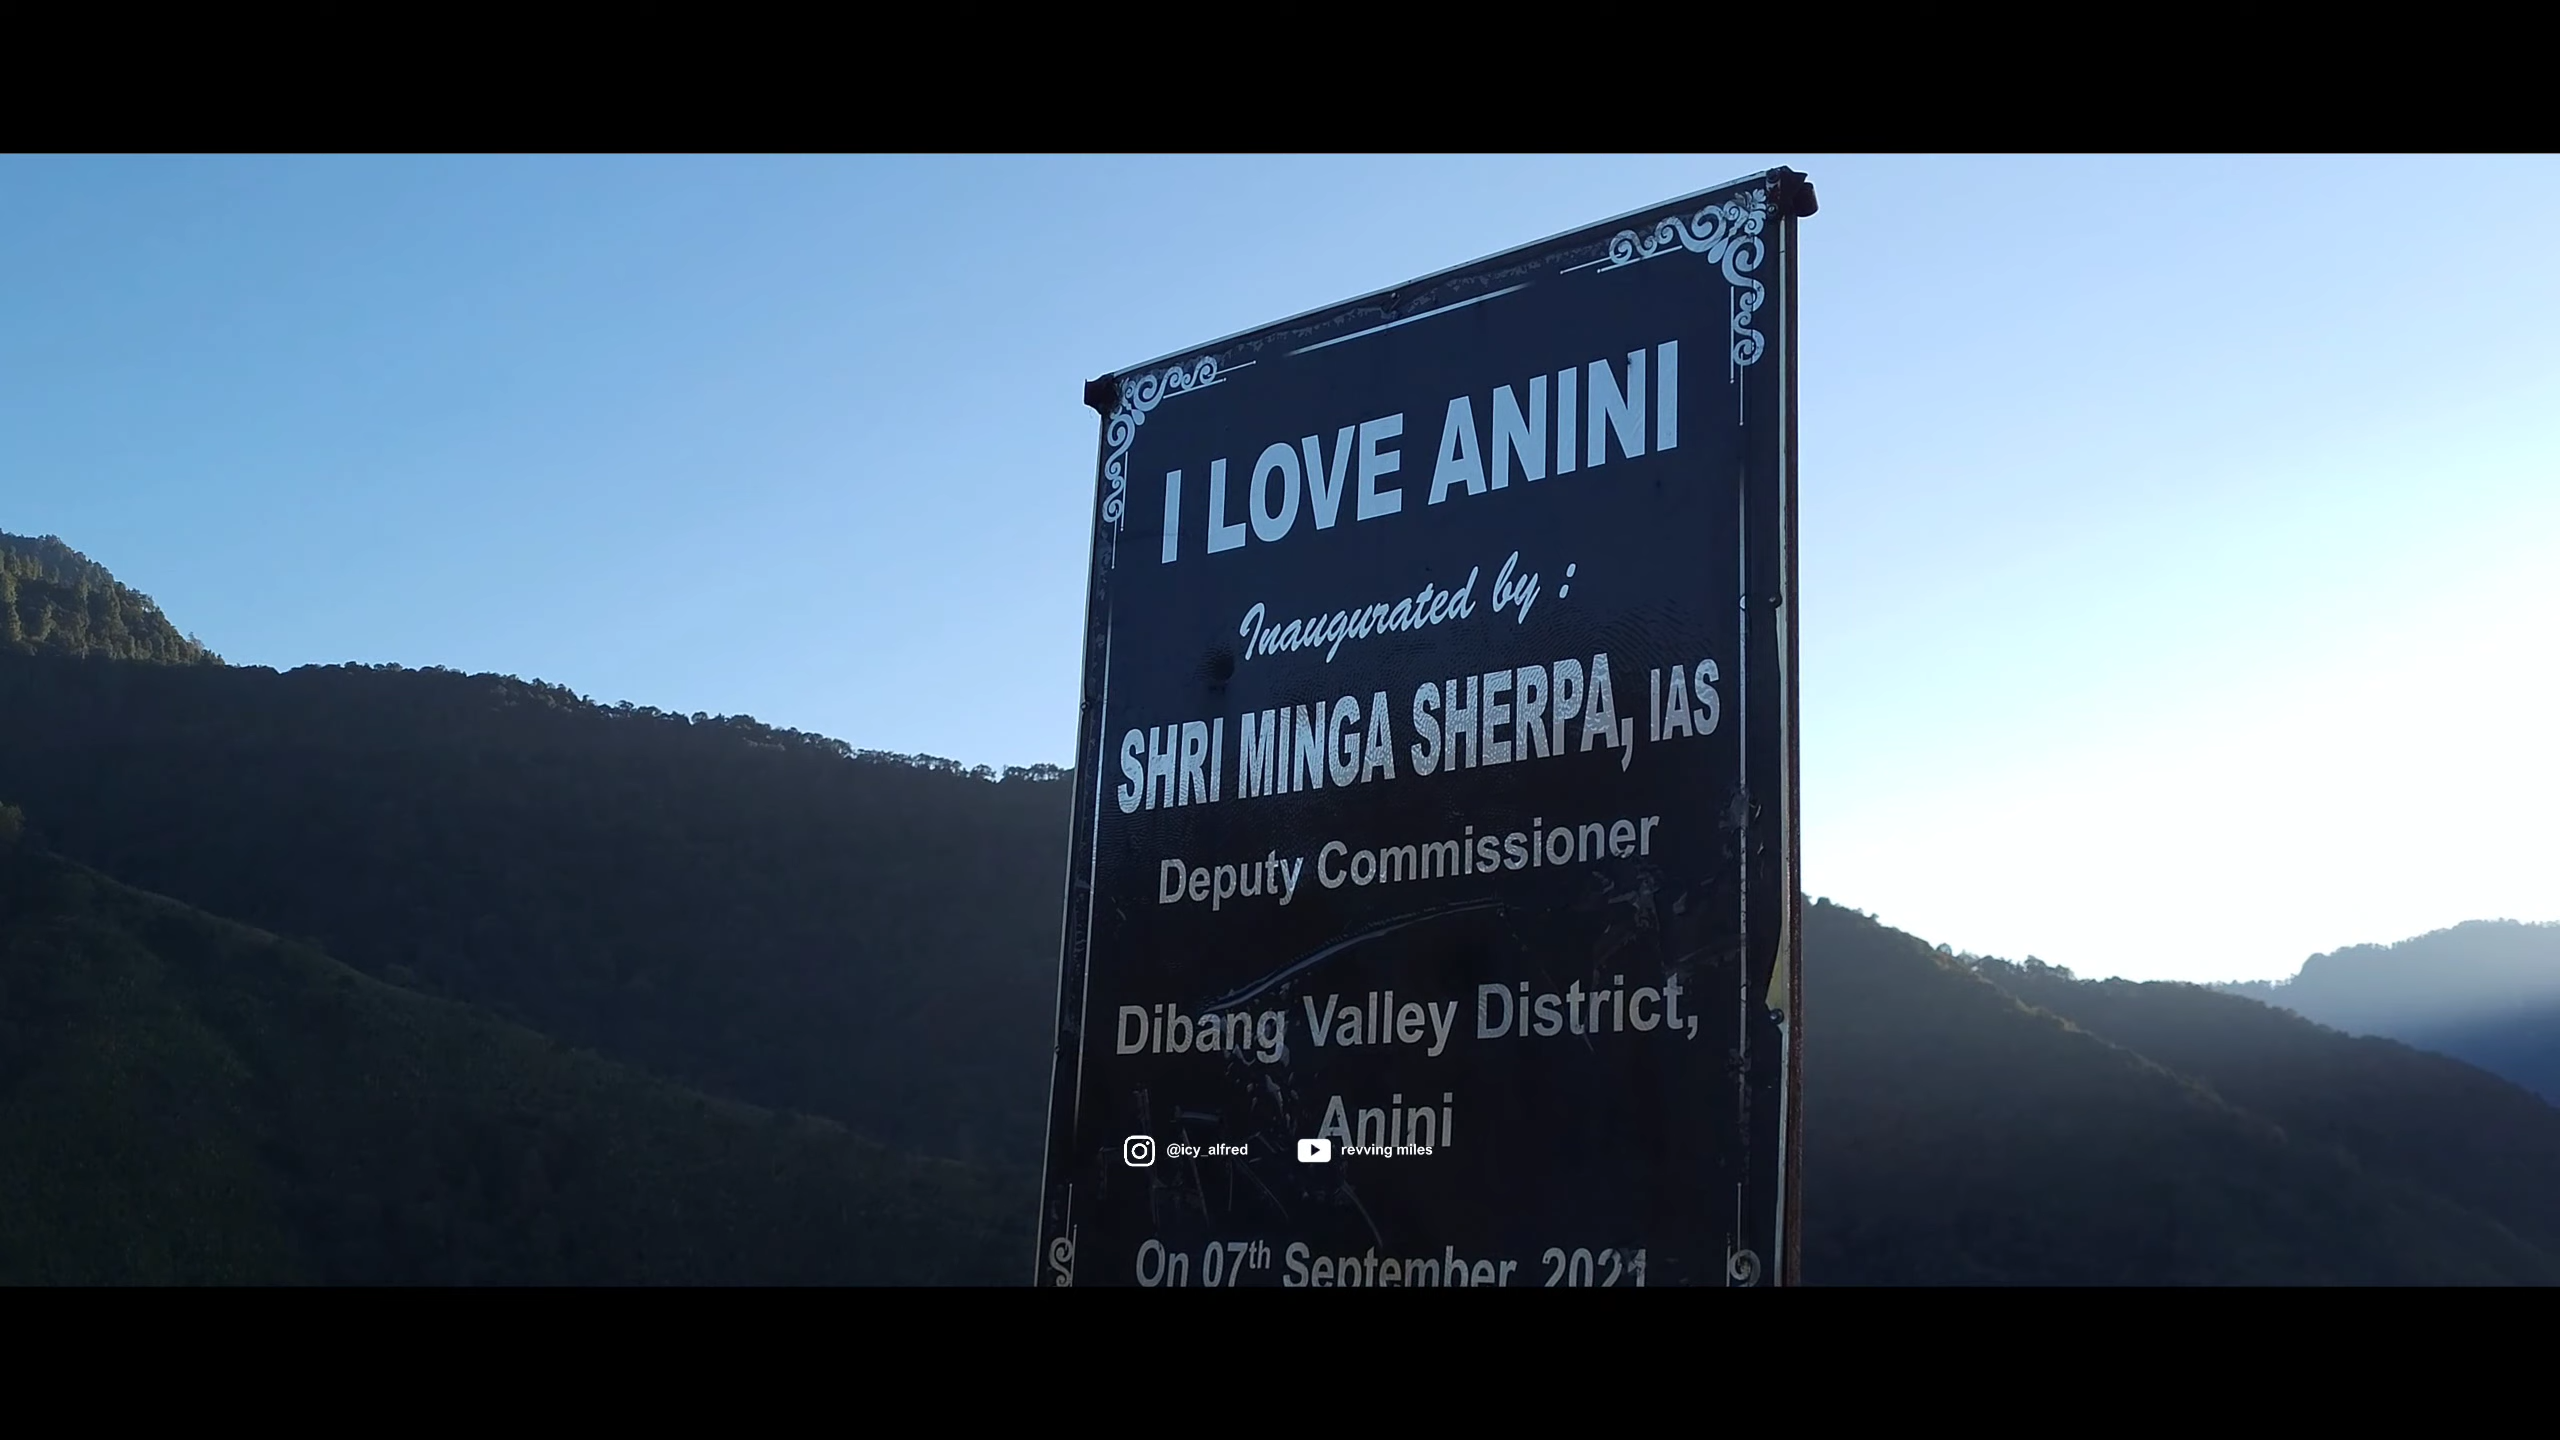 I LOVE ANINI
Inaugurated by :
SHRI MINGA SHERPA, IAS
Deputy Commissioner
Dibang Valley District,
Anini
@icy_alfred revving miles
On 07th September, 2021